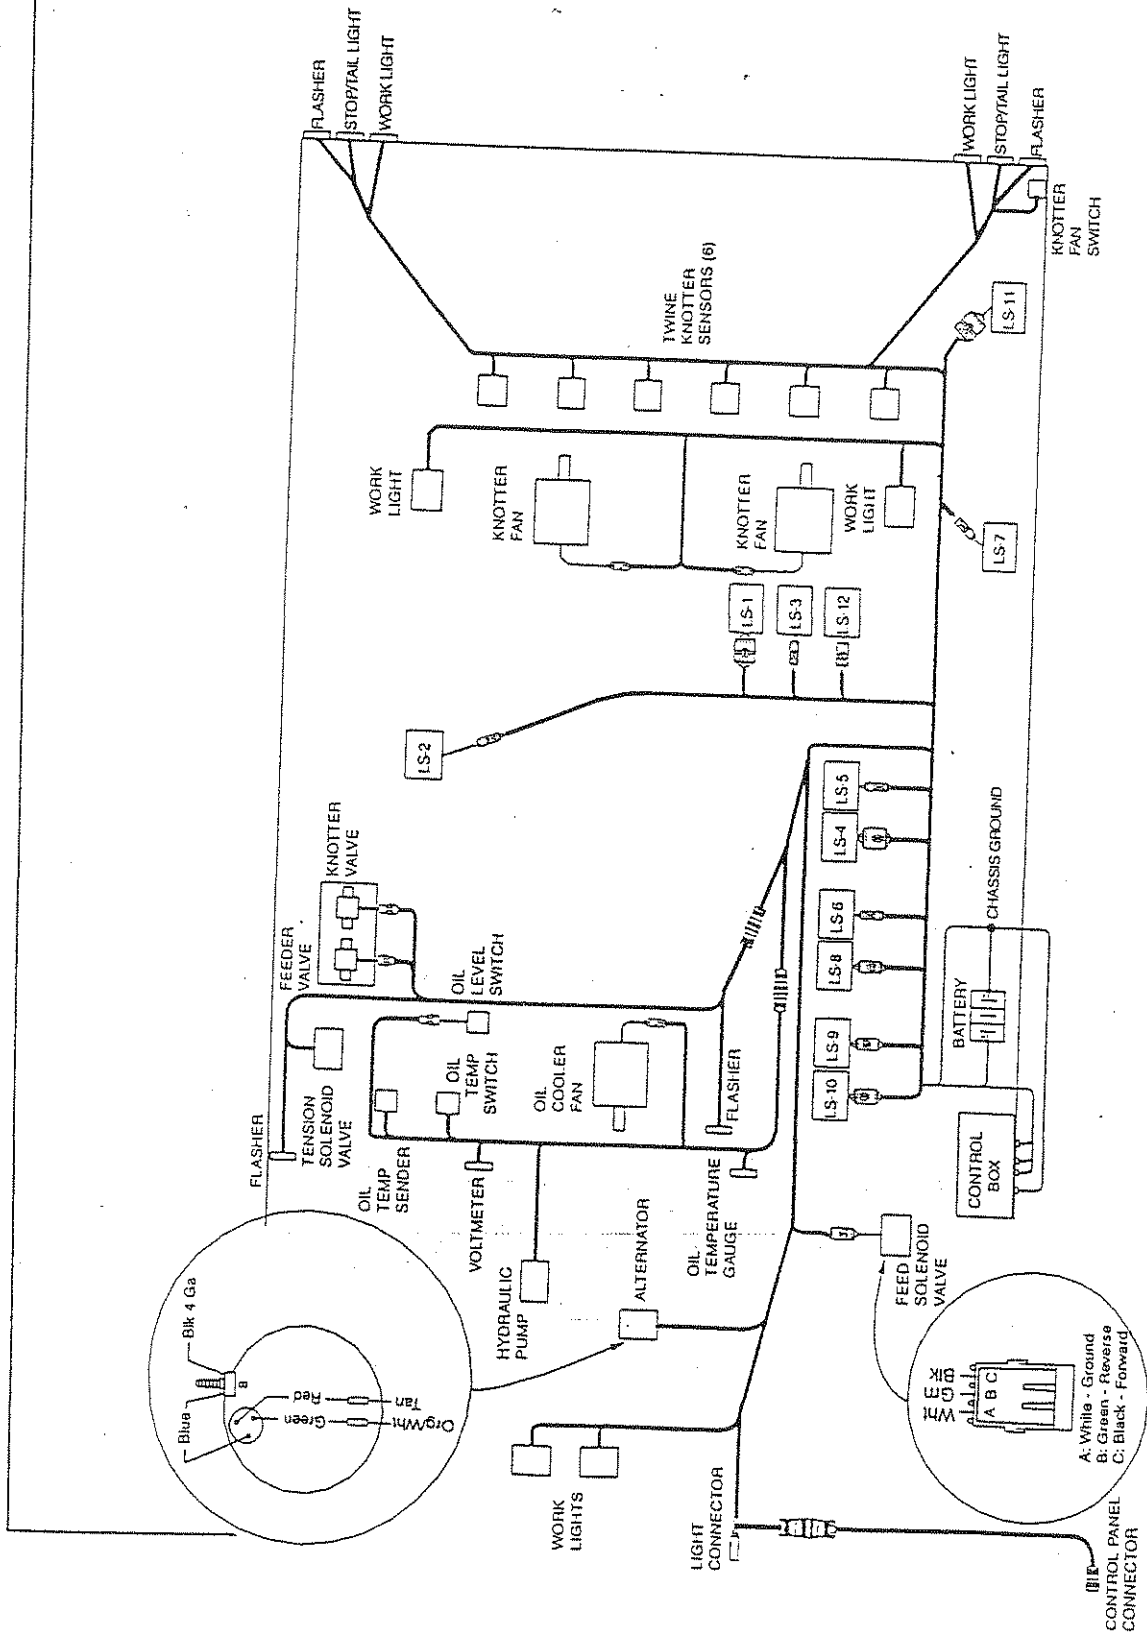 FLASHER
STOP/TAIL LIGHT
WORK LIGHT
WORK LIGHT
STOP/TAIL LIGHT
FLASHER
KNOTTER
FAN
SWITCH
TWINE
KNOTTER
SENSORS (6)
LS-11
WORK
LIGHT
KNOTTER
FAN
KNOTTER
FAN
WORK
LIGHT
LS-7
LS-1
LS-3
LS-12
LS-2
LS-5
LS-4
LS-6
LS-8
LS-9
LS-10
KNOTTER
VALVE
FEEDER
VALVE
OIL
LEVEL
SWITCH
CHASSIS GROUND
BATTERY
CONTROL
BOX
FLASHER
TENSION
SOLENOID
VALVE
OIL
TEMP
SENDER
OIL
TEMP
SWITCH
OIL
COOLER
FAN
FLASHER
VOLTMETER
HYDRAULIC
PUMP
ALTERNATOR
OIL
TEMPERATURE
GAUGE
FEED
SOLENOID
VALVE
Blk 4 Ga
Blue
B
Red
Green
Tan
Org/Wht
WORK
LIGHTS
LIGHT
CONNECTOR
Wht
Grn
Blk
A B C
A: White - Ground
B: Green - Reverse
C: Black - Forward
CONTROL PANEL
CONNECTOR